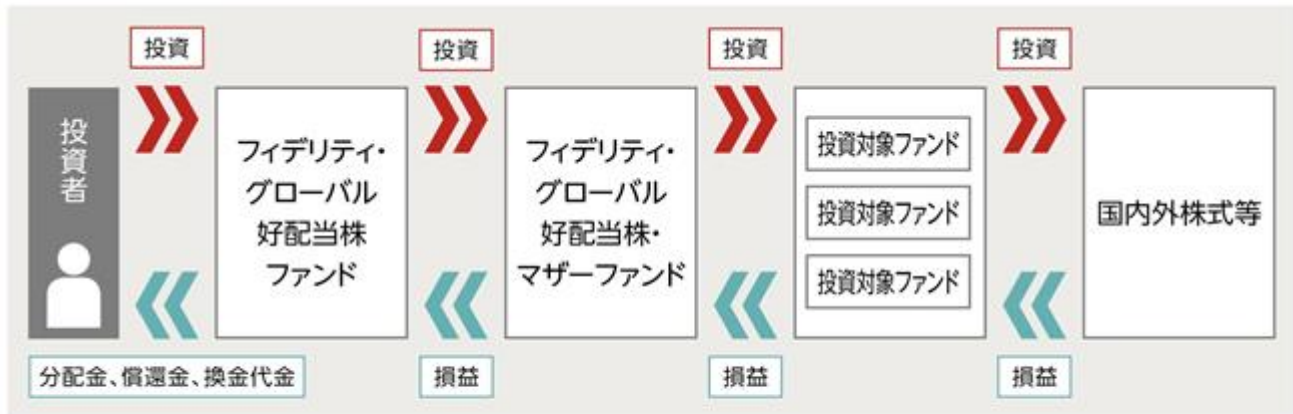 投資
投資
投資
投資
投資者
フィデリティ・
グローバル
好配当株
ファンド
フィデリティ・
グローバル
好配当株・
マザーファンド
投資対象ファンド
投資対象ファンド
投資対象ファンド
国内外株式等
分配金、償還金、換金代金
損益
損益
損益